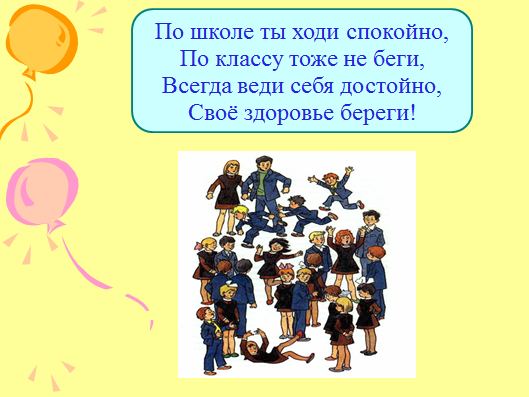 По школе ты ходи спокойно,
По классу тоже не беги,
Всегда веди себя достойно,
Своё здоровье береги!